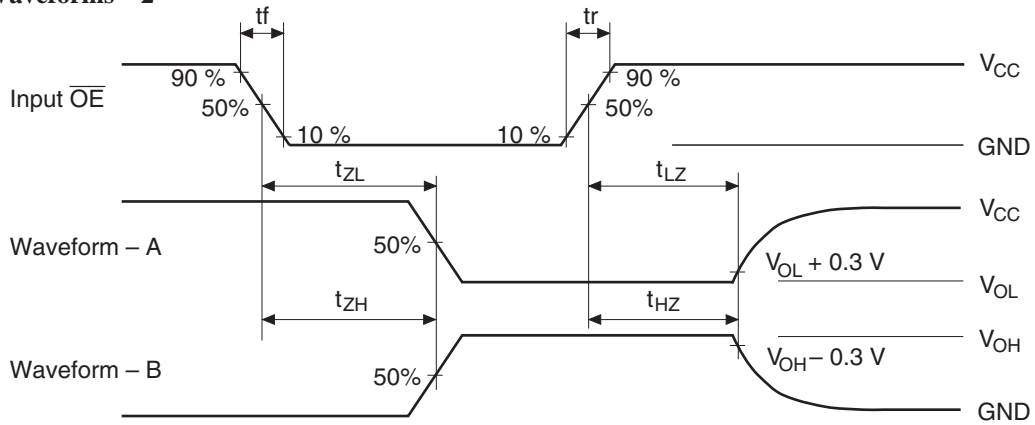 Waveforms – 2
tf
tr
90 %
90 %
V_CC
Input O̅E̅
50%
50%
10 %
10 %
GND
t_ZL
t_LZ
V_CC
Waveform – A
50%
V_OL + 0.3 V
V_OL
t_ZH
t_HZ
V_OH
Waveform – B
50%
V_OH – 0.3 V
GND